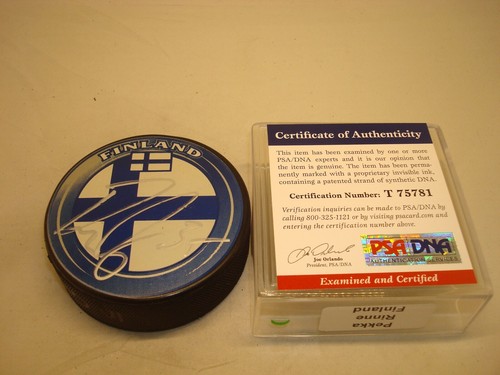 FINLAND
Certificate of Authenticity
This item has been examined by one or more
PSA/DNA experts and it is our opinion that
the item is genuine. The item has been perma-
nently marked with a proprietary invisible ink,
containing a patented strand of synthetic DNA.
Certification Number: T 75781
Verification inquiries can be made to PSA/DNA by
calling 800-325-1121 or by visiting psacard.com and
entering the certification number above.
Joe Orlando
President, PSA/DNA
PSA DNA
Examined and Certified
Pekka
Rinne
Finland